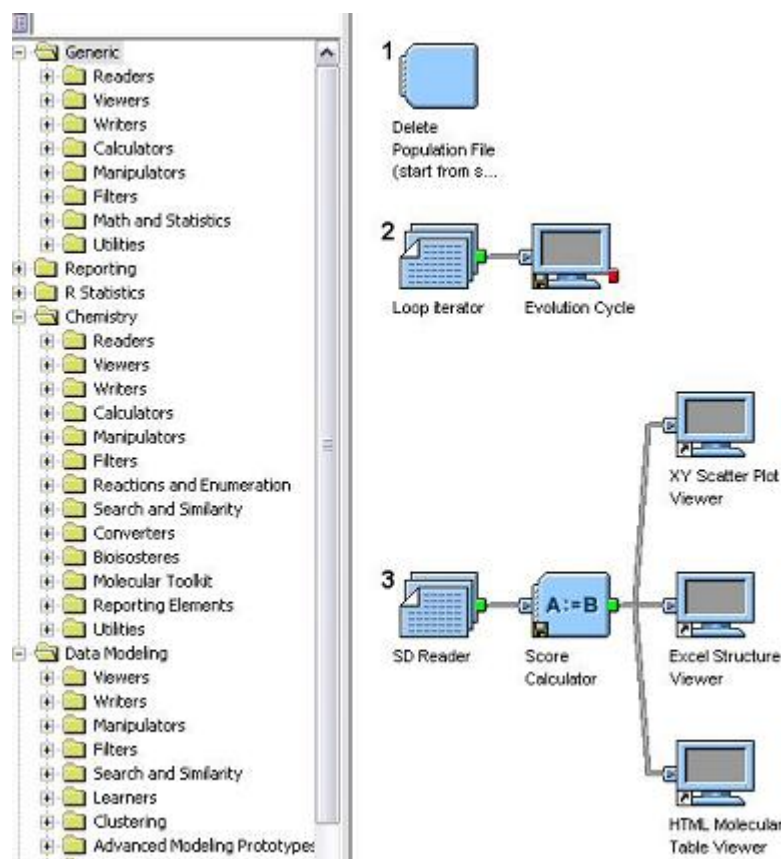 Generic
Readers
Viewers
Writers
Calculators
Manipulators
Filters
Math and Statistics
Utilities
Reporting
R Statistics
Chemistry
Readers
Viewers
Writers
Calculators
Manipulators
Filters
Reactions and Enumeration
Search and Similarity
Converters
Bioisosteres
Molecular Toolkit
Reporting Elements
Utilities
Data Modeling
Viewers
Writers
Manipulators
Filters
Search and Similarity
Learners
Clustering
Advanced Modeling Prototypes
1
Delete
Population File
(start from s...
2
Loop iterator
Evolution Cycle
XY Scatter Plot
Viewer
3
SD Reader
A:=B
Score
Calculator
Excel Structure
Viewer
HTML Molecular
Table Viewer